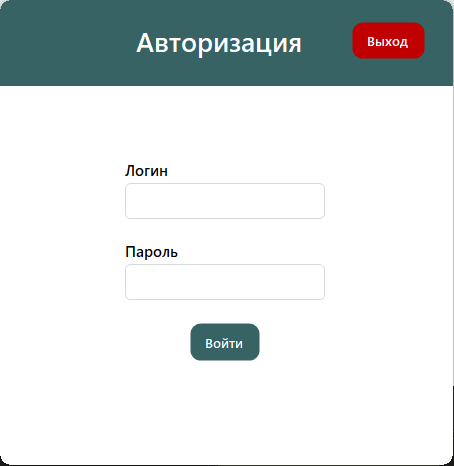 Авторизация
Выход
Логин
Пароль
Войти